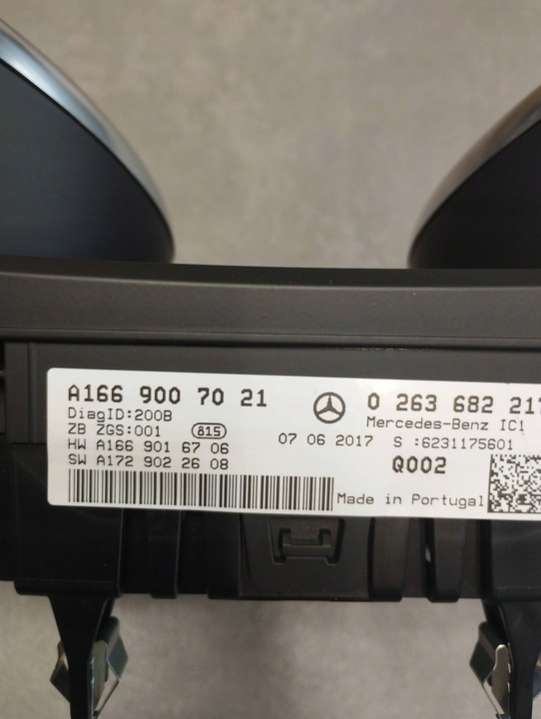 A166 900 70 21
0 263 682 217
DiagID:200B
Mercedes-Benz IC1
ZB ZGS:001
815
07 06 2017
S :6231175601
HW A166 901 67 06
SW A172 902 26 08
Q002
Made in Portugal